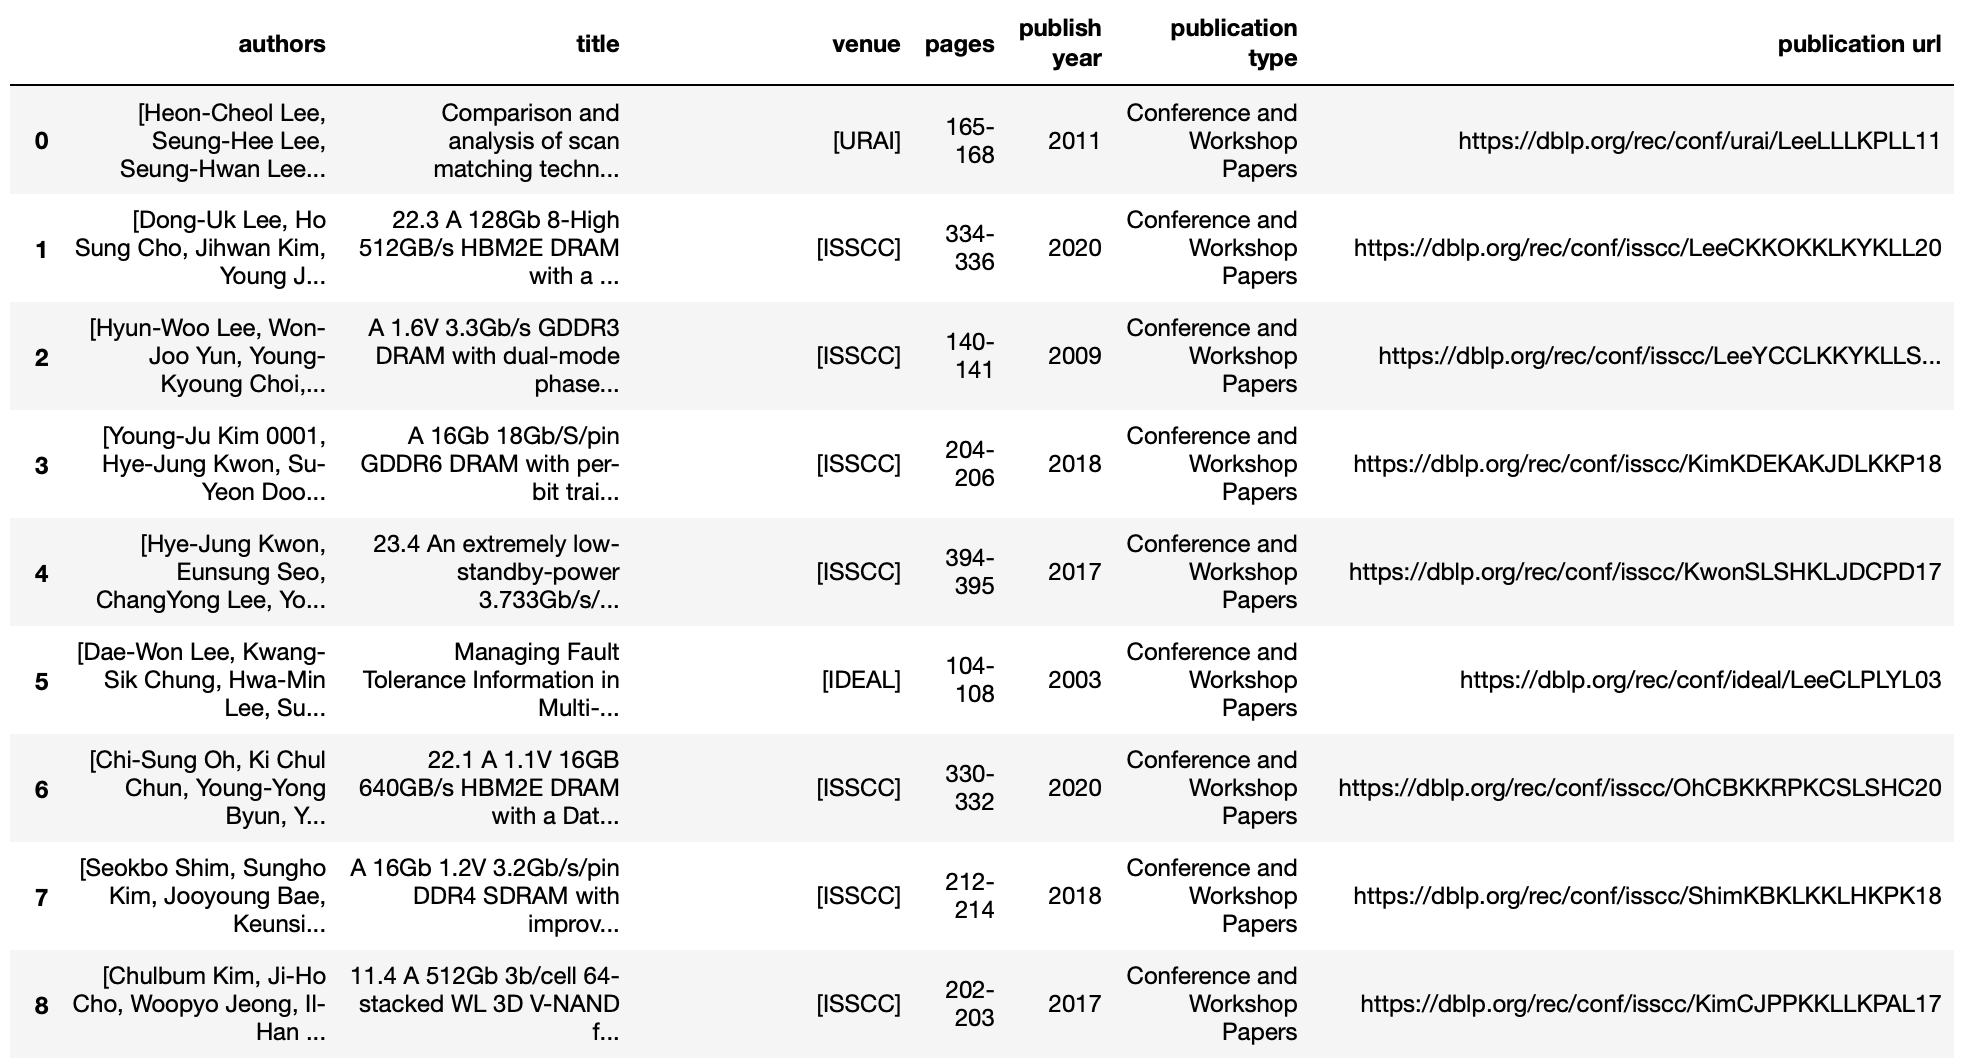 authors title venue pages publish year publication type publication url
0 [Heon-Cheol Lee, Seung-Hee Lee, Seung-Hwan Lee... Comparison and analysis of scan matching techn... [URAI] 165-168 2011 Conference and Workshop Papers https://dblp.org/rec/conf/urai/LeeLLLKPLL11
1 [Dong-Uk Lee, Ho Sung Cho, Jihwan Kim, Young J... 22.3 A 128Gb 8-High 512GB/s HBM2E DRAM with a ... [ISSCC] 334-336 2020 Conference and Workshop Papers https://dblp.org/rec/conf/isscc/LeeCKKOKKLKYKLL20
2 [Hyun-Woo Lee, Won-Joo Yun, Young-Kyoung Choi,... A 1.6V 3.3Gb/s GDDR3 DRAM with dual-mode phase... [ISSCC] 140-141 2009 Conference and Workshop Papers https://dblp.org/rec/conf/isscc/LeeYCCLKKYKLLS...
3 [Young-Ju Kim 0001, Hye-Jung Kwon, Su-Yeon Doo... A 16Gb 18Gb/S/pin GDDR6 DRAM with per-bit trai... [ISSCC] 204-206 2018 Conference and Workshop Papers https://dblp.org/rec/conf/isscc/KimKDEKAKJDLKKP18
4 [Hye-Jung Kwon, Eunsung Seo, ChangYong Lee, Yo... 23.4 An extremely low-standby-power 3.733Gb/s/... [ISSCC] 394-395 2017 Conference and Workshop Papers https://dblp.org/rec/conf/isscc/KwonSLSHKLJDCPD17
5 [Dae-Won Lee, Kwang-Sik Chung, Hwa-Min Lee, Su... Managing Fault Tolerance Information in Multi-... [IDEAL] 104-108 2003 Conference and Workshop Papers https://dblp.org/rec/conf/ideal/LeeCLPLYL03
6 [Chi-Sung Oh, Ki Chul Chun, Young-Yong Byun, Y... 22.1 A 1.1V 16GB 640GB/s HBM2E DRAM with a Dat... [ISSCC] 330-332 2020 Conference and Workshop Papers https://dblp.org/rec/conf/isscc/OhCBKKRPKCSLSHC20
7 [Seokbo Shim, Sungho Kim, Jooyoung Bae, Keunsi... A 16Gb 1.2V 3.2Gb/s/pin DDR4 SDRAM with improv... [ISSCC] 212-214 2018 Conference and Workshop Papers https://dblp.org/rec/conf/isscc/ShimKBKLKKLHKPK18
8 [Chulbum Kim, Ji-Ho Cho, Woopyo Jeong, Il-Han ... 11.4 A 512Gb 3b/cell 64-stacked WL 3D V-NAND f... [ISSCC] 202-203 2017 Conference and Workshop Papers https://dblp.org/rec/conf/isscc/KimCJPPKKLLKPAL17